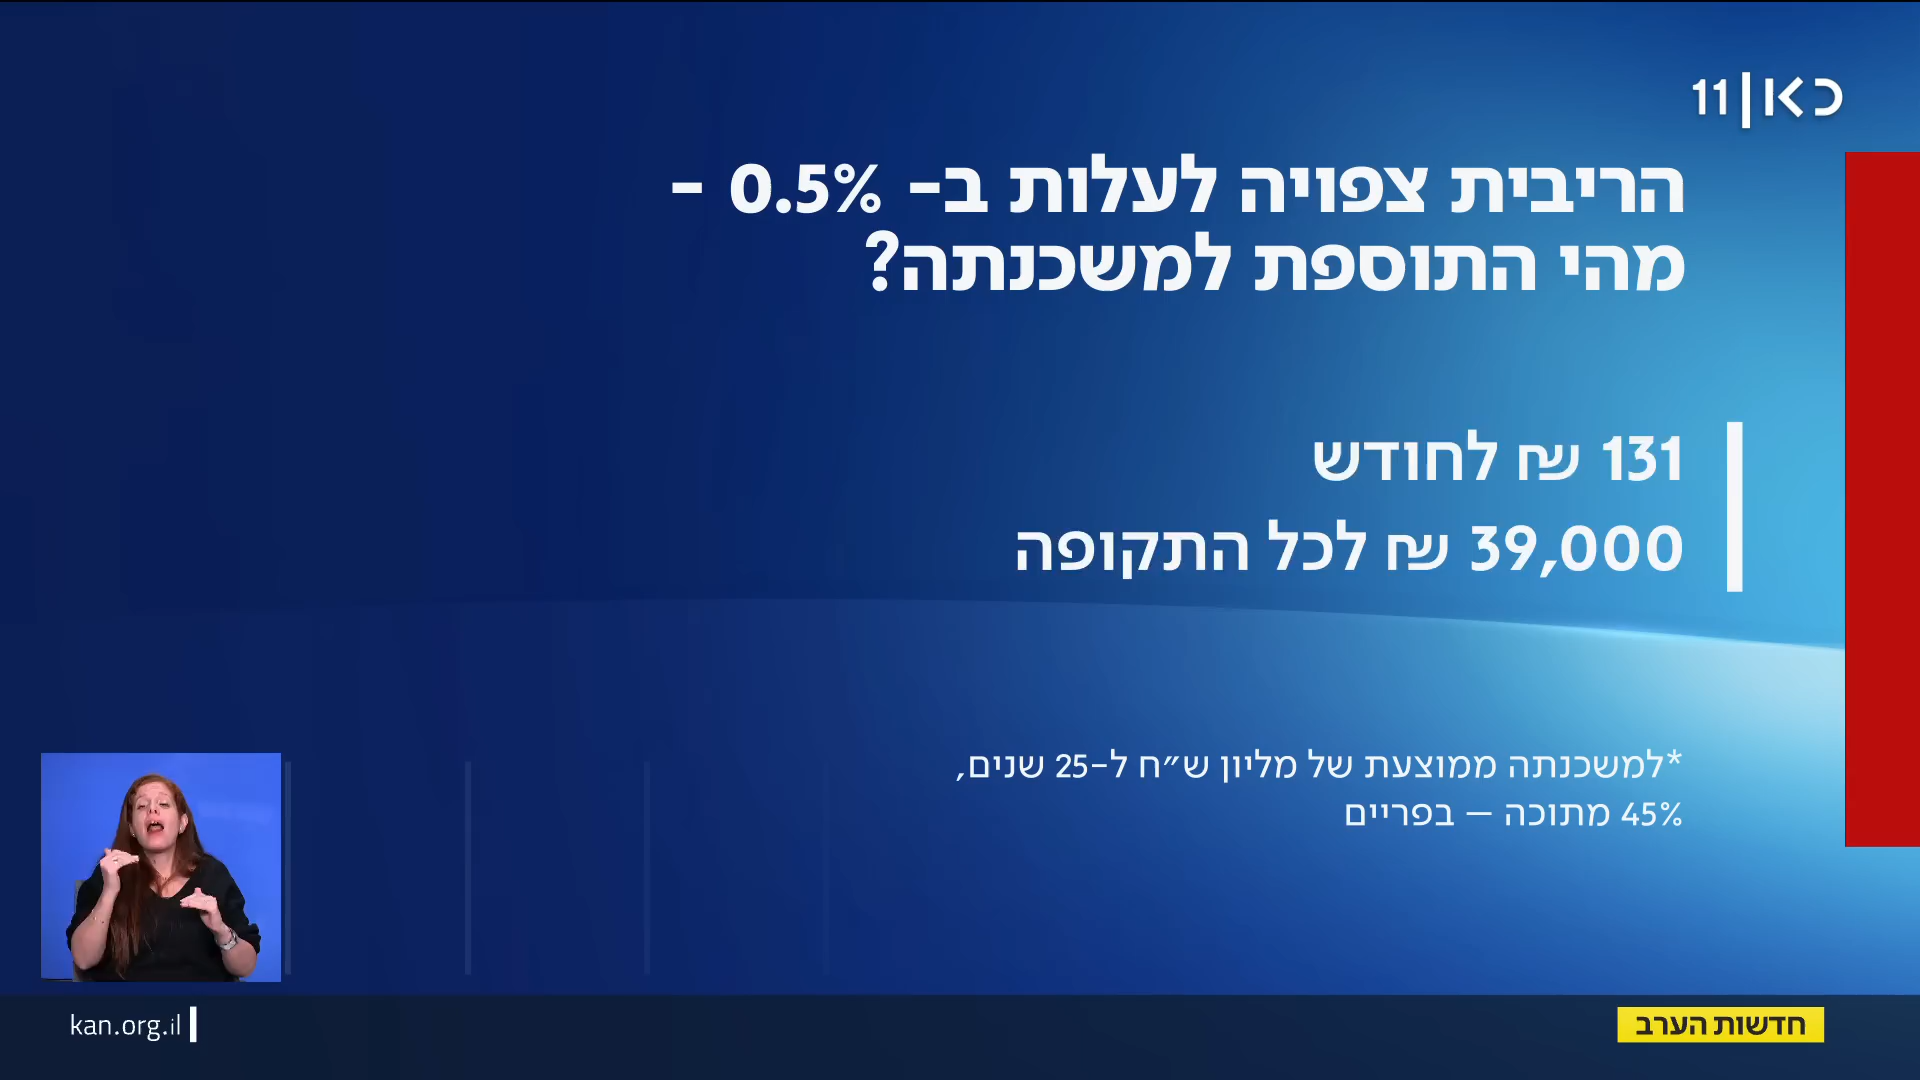 כאן 11
הריבית צפויה לעלות ב- 0.5% -
מהי התוספת למשכנתה?
131 ₪ לחודש
39,000 ₪ לכל התקופה
*למשכנתה ממוצעת של מליון ש״ח ל-25 שנים,
45% מתוכה – בפריים
חדשות הערב
kan.org.il